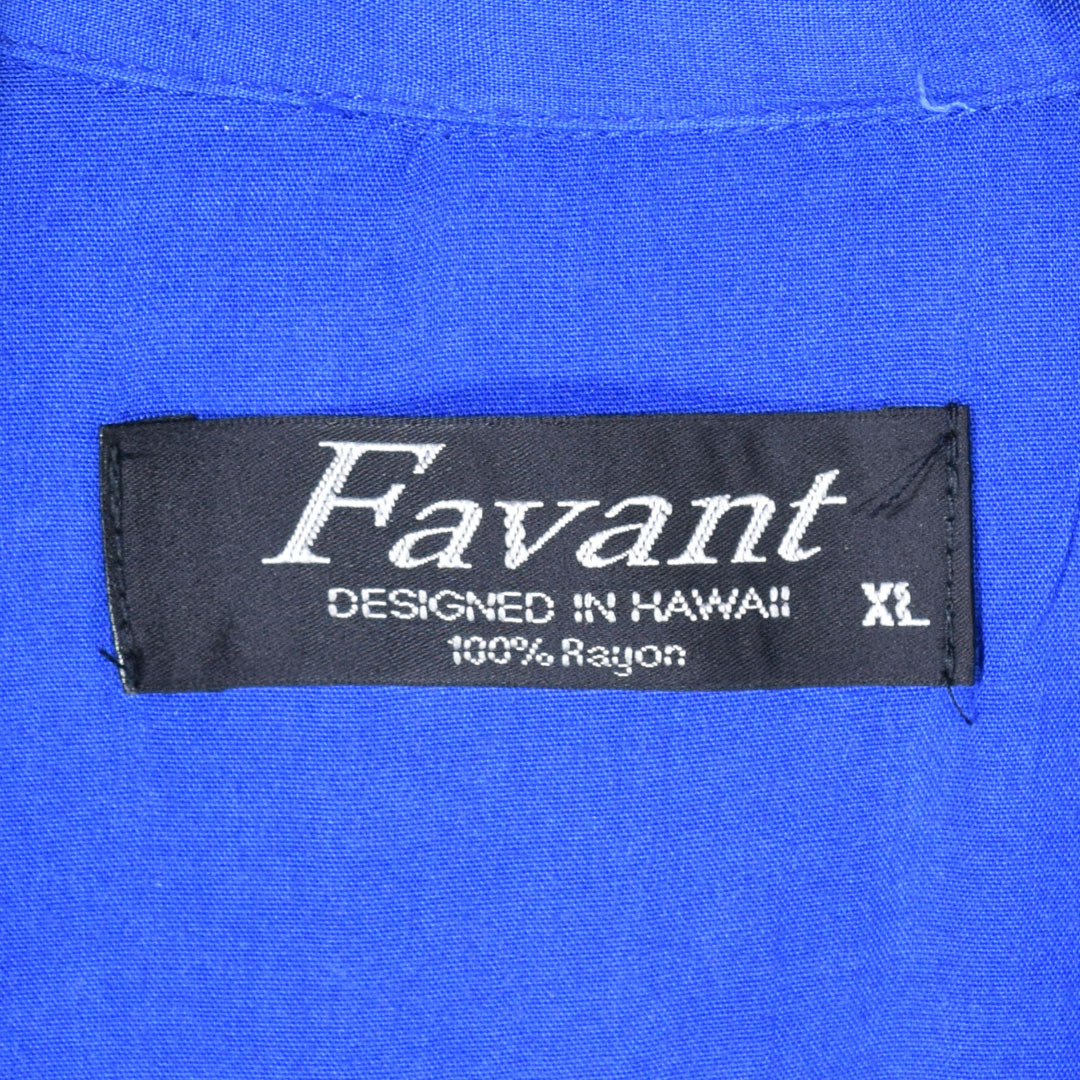 Favant
DESIGNED IN HAWAII XL
100% Rayon